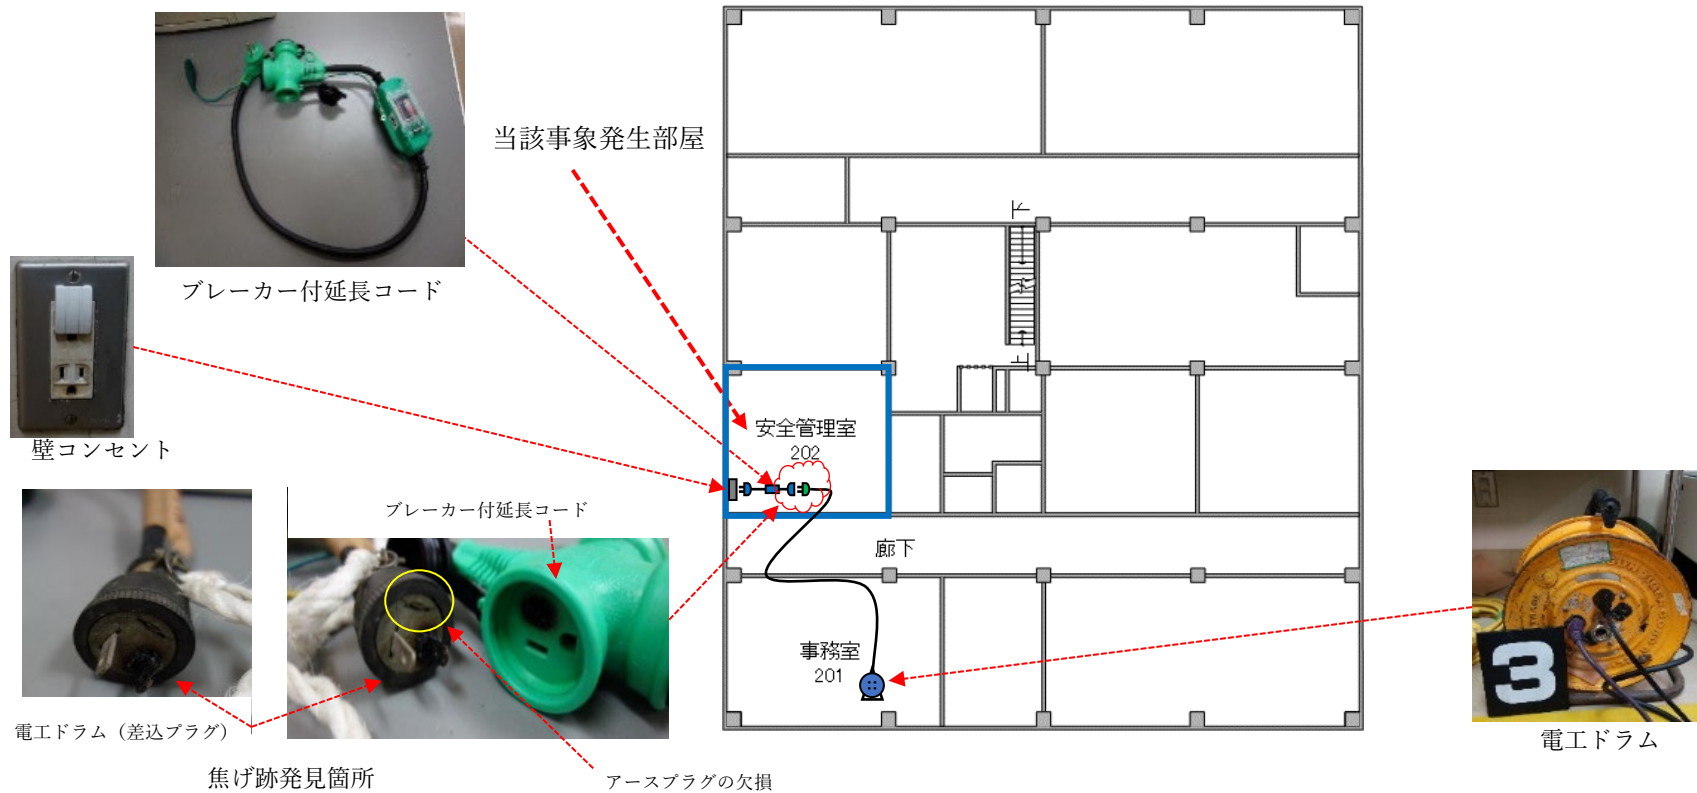 当該事象発生部屋
ブレーカー付延長コード
壁コンセント
下
上
安全管理室
202
ブレーカー付延長コード
廊下
事務室
201
3
電工ドラム（差込プラグ）
焦げ跡発見箇所
アースプラグの欠損
電工ドラム